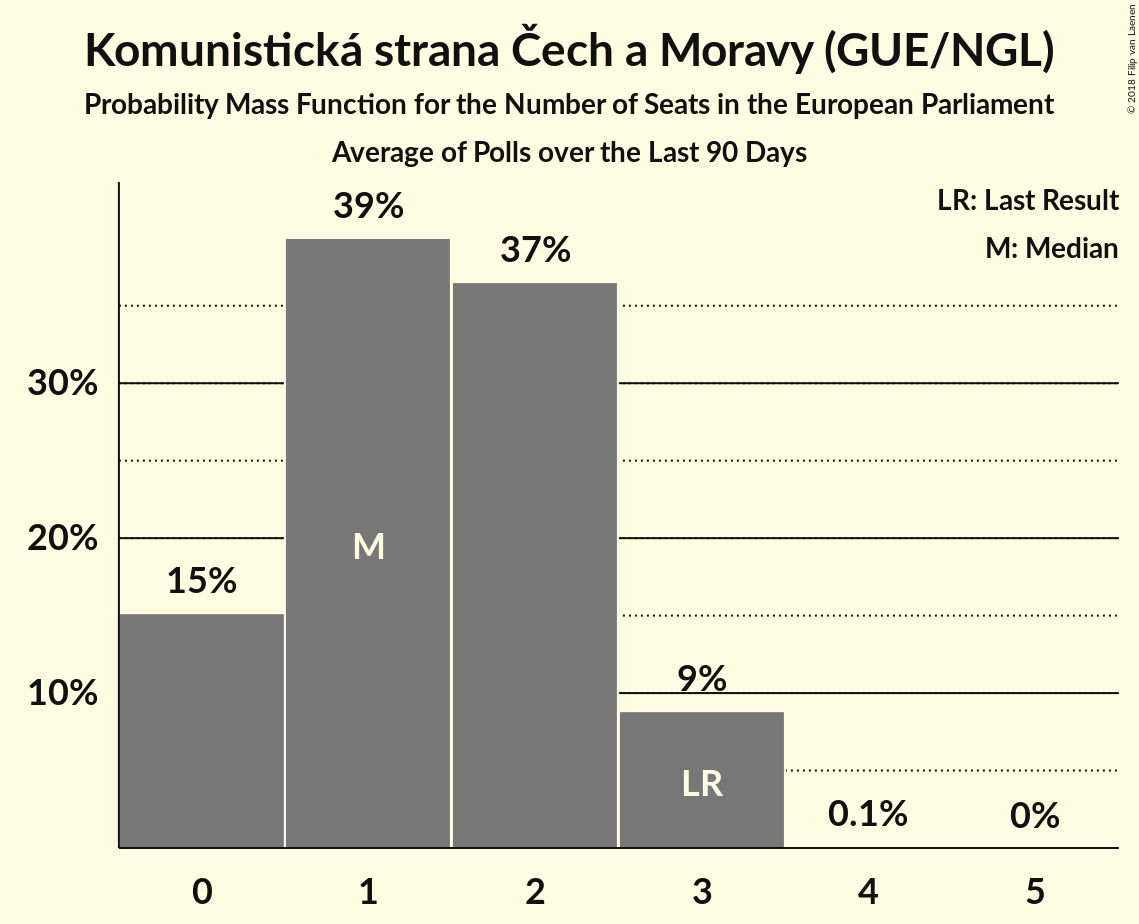 Komunistická strana Čech a Moravy (GUE/NGL)
Probability Mass Function for the Number of Seats in the European Parliament
Average of Polls over the Last 90 Days
© 2018 Filip van Laenen
LR: Last Result
M: Median
39%
37%
30%
20%
15%
10%
9%
0.1%
0%
M
LR
0 1 2 3 4 5